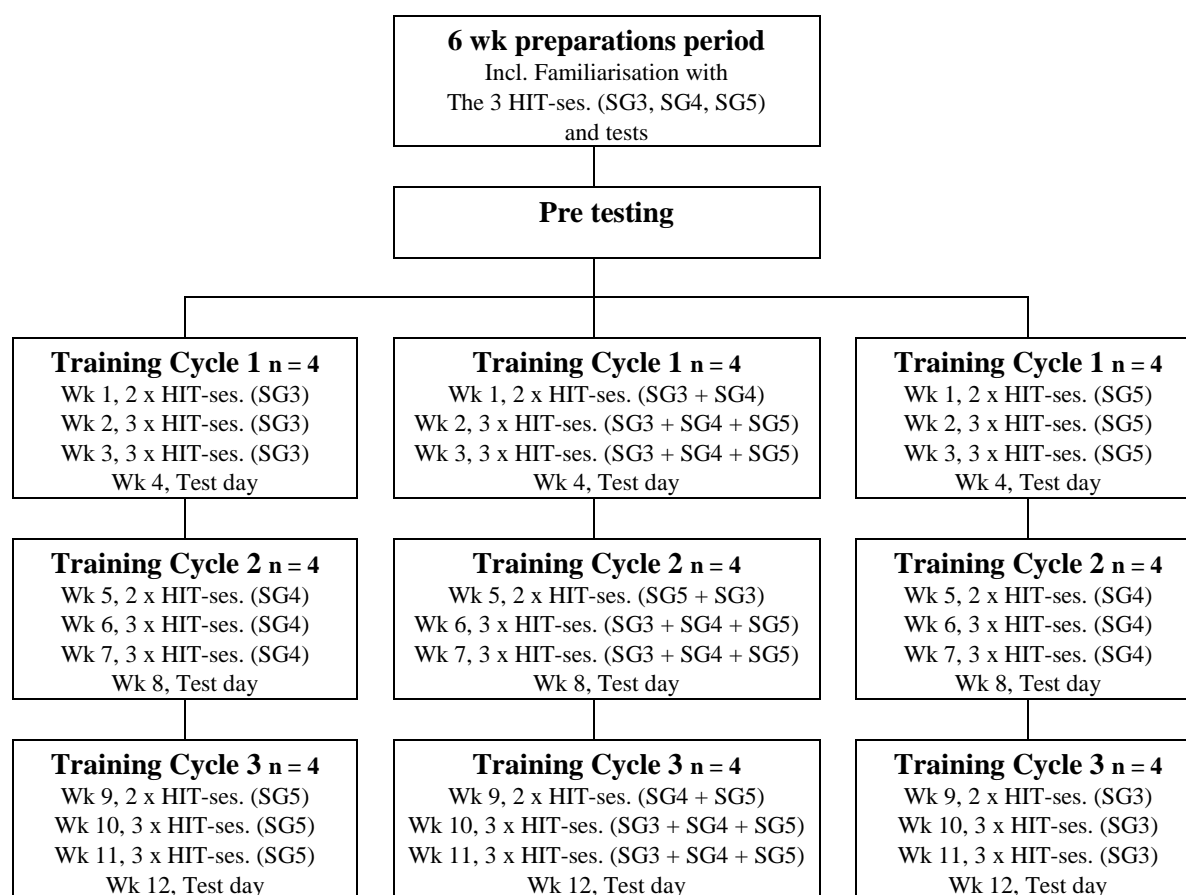 6 wk preparations period
Incl. Familiarisation with
The 3 HIT-ses. (SG3, SG4, SG5)
and tests
Pre testing
Training Cycle 1 n = 4
Wk 1, 2 x HIT-ses. (SG3)
Wk 2, 3 x HIT-ses. (SG3)
Wk 3, 3 x HIT-ses. (SG3)
Wk 4, Test day
Training Cycle 1 n = 4
Wk 1, 2 x HIT-ses. (SG3 + SG4)
Wk 2, 3 x HIT-ses. (SG3 + SG4 + SG5)
Wk 3, 3 x HIT-ses. (SG3 + SG4 + SG5)
Wk 4, Test day
Training Cycle 1 n = 4
Wk 1, 2 x HIT-ses. (SG5)
Wk 2, 3 x HIT-ses. (SG5)
Wk 3, 3 x HIT-ses. (SG5)
Wk 4, Test day
Training Cycle 2 n = 4
Wk 5, 2 x HIT-ses. (SG4)
Wk 6, 3 x HIT-ses. (SG4)
Wk 7, 3 x HIT-ses. (SG4)
Wk 8, Test day
Training Cycle 2 n = 4
Wk 5, 2 x HIT-ses. (SG5 + SG3)
Wk 6, 3 x HIT-ses. (SG3 + SG4 + SG5)
Wk 7, 3 x HIT-ses. (SG3 + SG4 + SG5)
Wk 8, Test day
Training Cycle 2 n = 4
Wk 5, 2 x HIT-ses. (SG4)
Wk 6, 3 x HIT-ses. (SG4)
Wk 7, 3 x HIT-ses. (SG4)
Wk 8, Test day
Training Cycle 3 n = 4
Wk 9, 2 x HIT-ses. (SG5)
Wk 10, 3 x HIT-ses. (SG5)
Wk 11, 3 x HIT-ses. (SG5)
Wk 12, Test day
Training Cycle 3 n = 4
Wk 9, 2 x HIT-ses. (SG4 + SG5)
Wk 10, 3 x HIT-ses. (SG3 + SG4 + SG5)
Wk 11, 3 x HIT-ses. (SG3 + SG4 + SG5)
Wk 12, Test day
Training Cycle 3 n = 4
Wk 9, 2 x HIT-ses. (SG3)
Wk 10, 3 x HIT-ses. (SG3)
Wk 11, 3 x HIT-ses. (SG3)
Wk 12, Test day